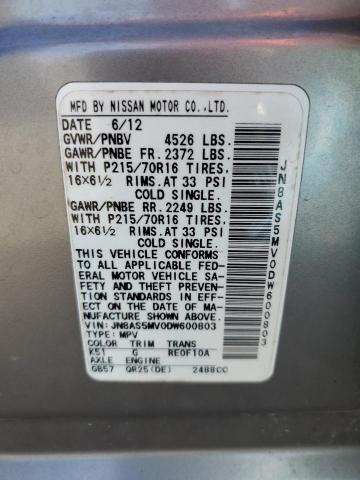 MFD BY NISSAN MOTOR CO.,LTD.
DATE 6/12
GVWR/PNBV 4526 LBS.
GAWR/PNBE FR. 2372 LBS.
WITH P215/70R16 TIRES,
16X6½ RIMS. AT 33 PSI
COLD SINGLE.
GAWR/PNBE RR. 2249 LBS.
WITH P215/70R16 TIRES,
16X6½ RIMS. AT 33 PSI
COLD SINGLE.
THIS VEHICLE CONFORMS
TO ALL APPLICABLE FED-
ERAL MOTOR VEHICLE SA-
FETY AND THEFT PREVEN-
TION STANDARDS IN EFF-
ECT ON THE DATE OF MA-
NUFACTURE SHOWN ABOVE.
VIN: JN8AS5MV0DW600803
TYPE: MPV
COLOR TRIM TRANS
K51 G RE0F10A
AXLE ENGINE
GB57 QR25(DE) 2488CC
JN8AS5MV0DW600803